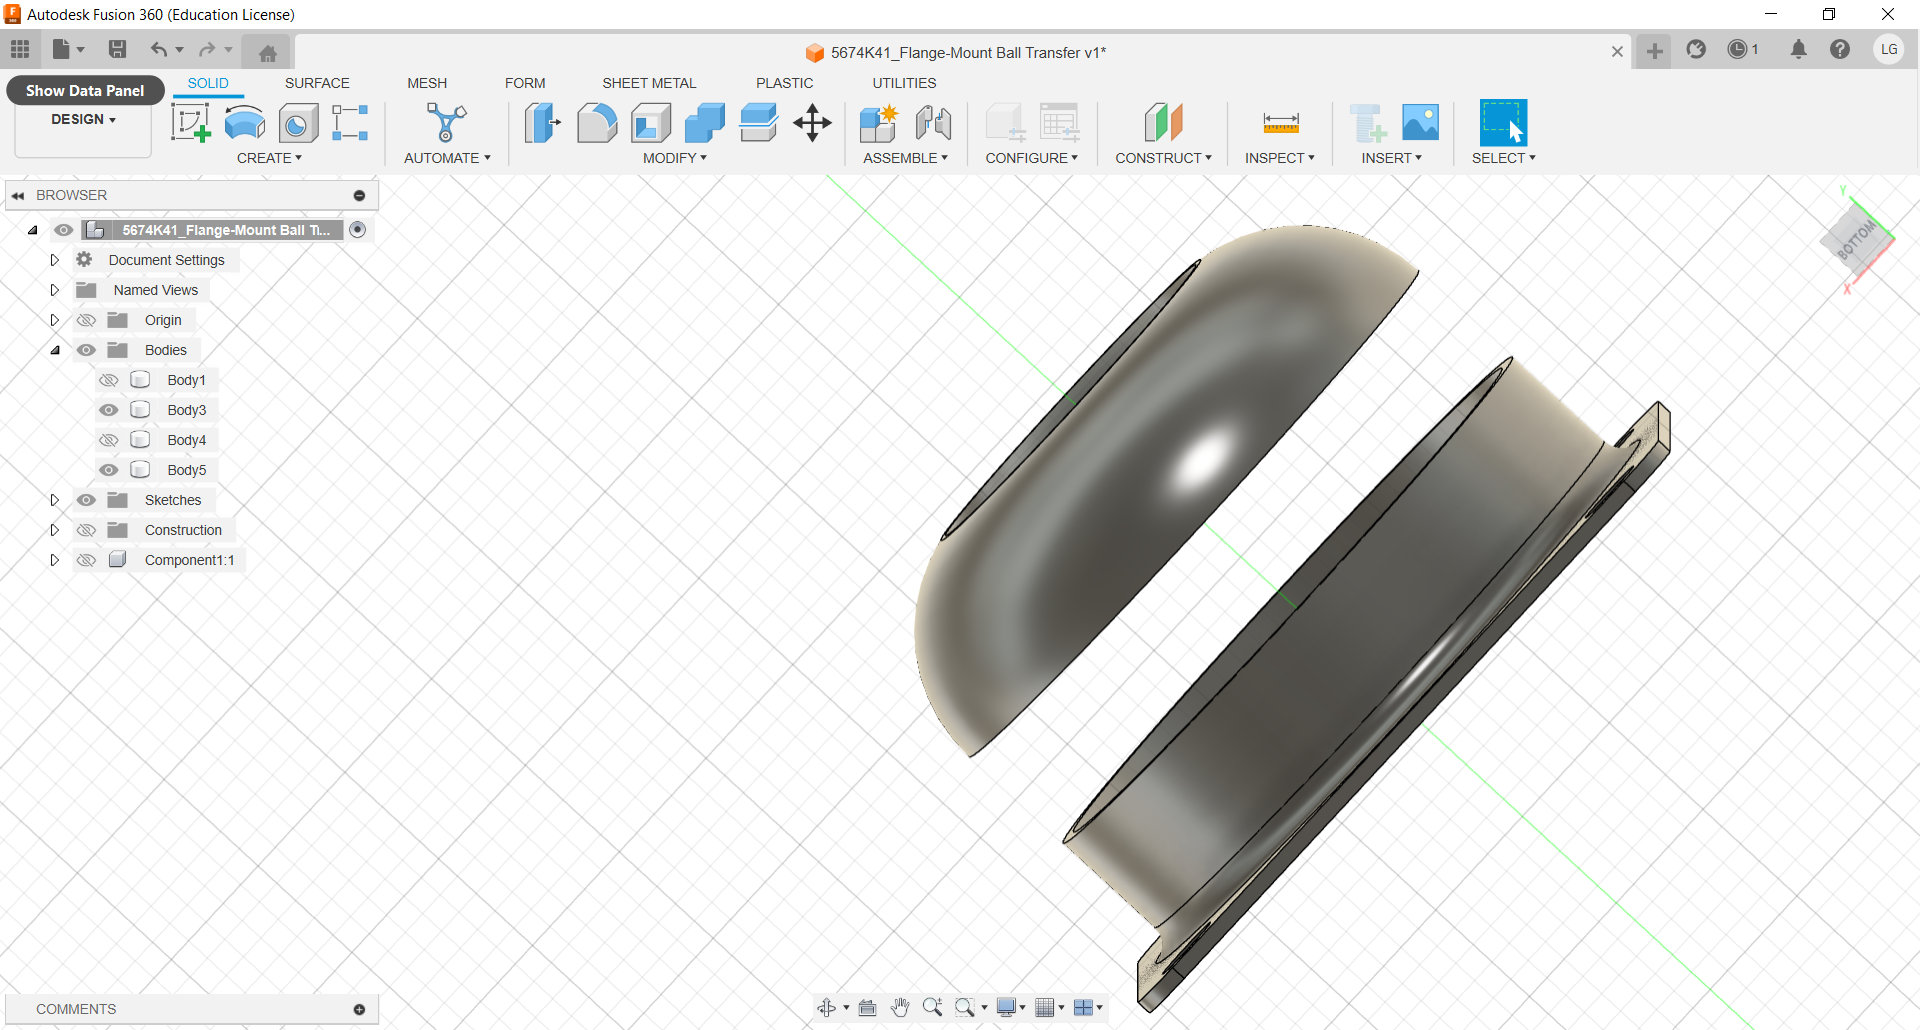 Autodesk Fusion 360 (Education License)
5674K41_Flange-Mount Ball Transfer v1*
1
LG
Show Data Panel
SOLID SURFACE MESH FORM SHEET METAL PLASTIC UTILITIES
DESIGN
CREATE AUTOMATE MODIFY ASSEMBLE CONFIGURE CONSTRUCT INSPECT INSERT SELECT
BROWSER
5674K41_Flange-Mount Ball T...
Document Settings
Named Views
Origin
Bodies
Body1
Body3
Body4
Body5
Sketches
Construction
Component1:1
Y
BOTTOM
X
COMMENTS